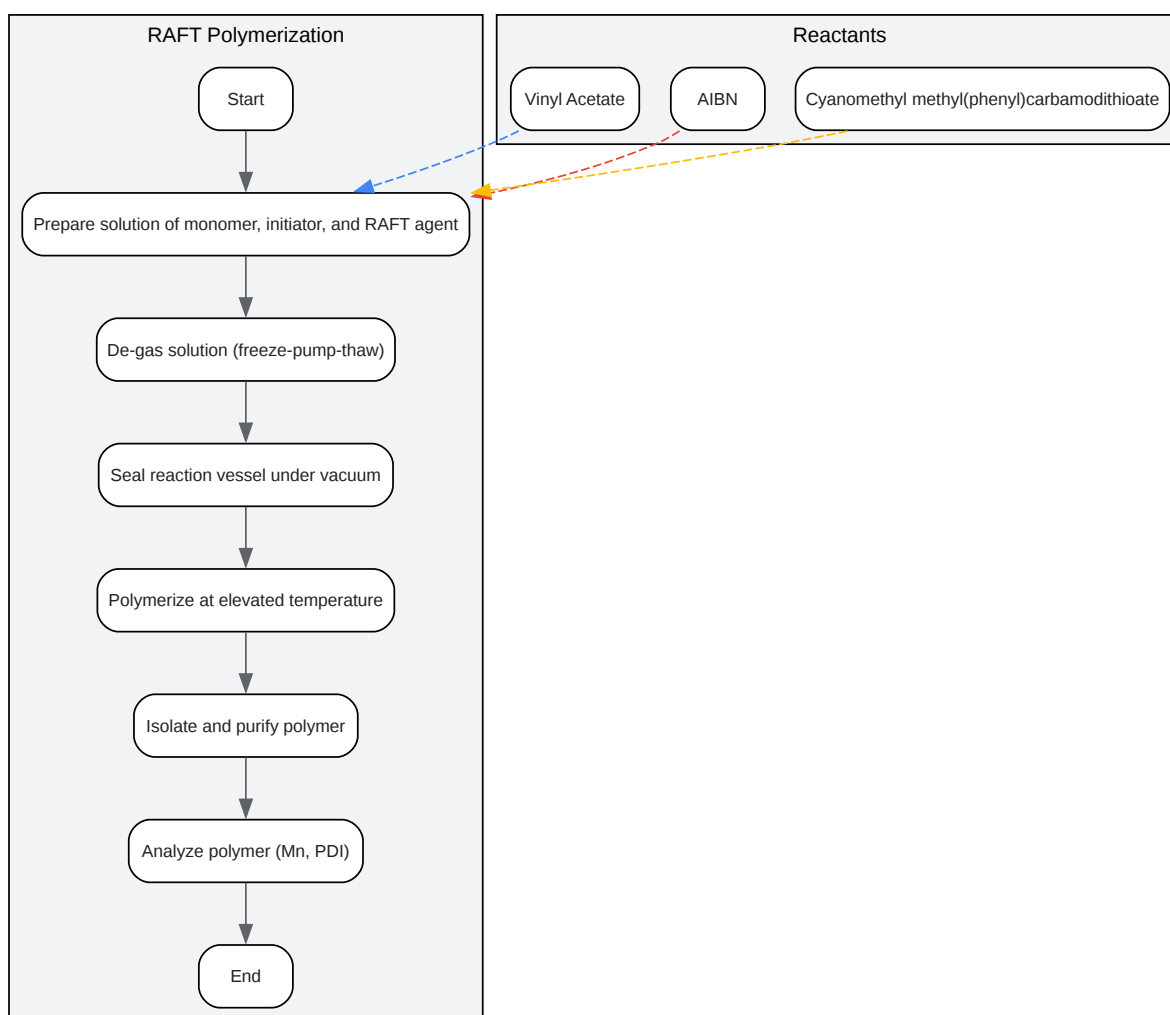 RAFT Polymerization
Start
Prepare solution of monomer, initiator, and RAFT agent
De-gas solution (freeze-pump-thaw)
Seal reaction vessel under vacuum
Polymerize at elevated temperature
Isolate and purify polymer
Analyze polymer (Mn, PDI)
End
Reactants
Vinyl Acetate
AIBN
Cyanomethyl methyl(phenyl)carbamodithioate